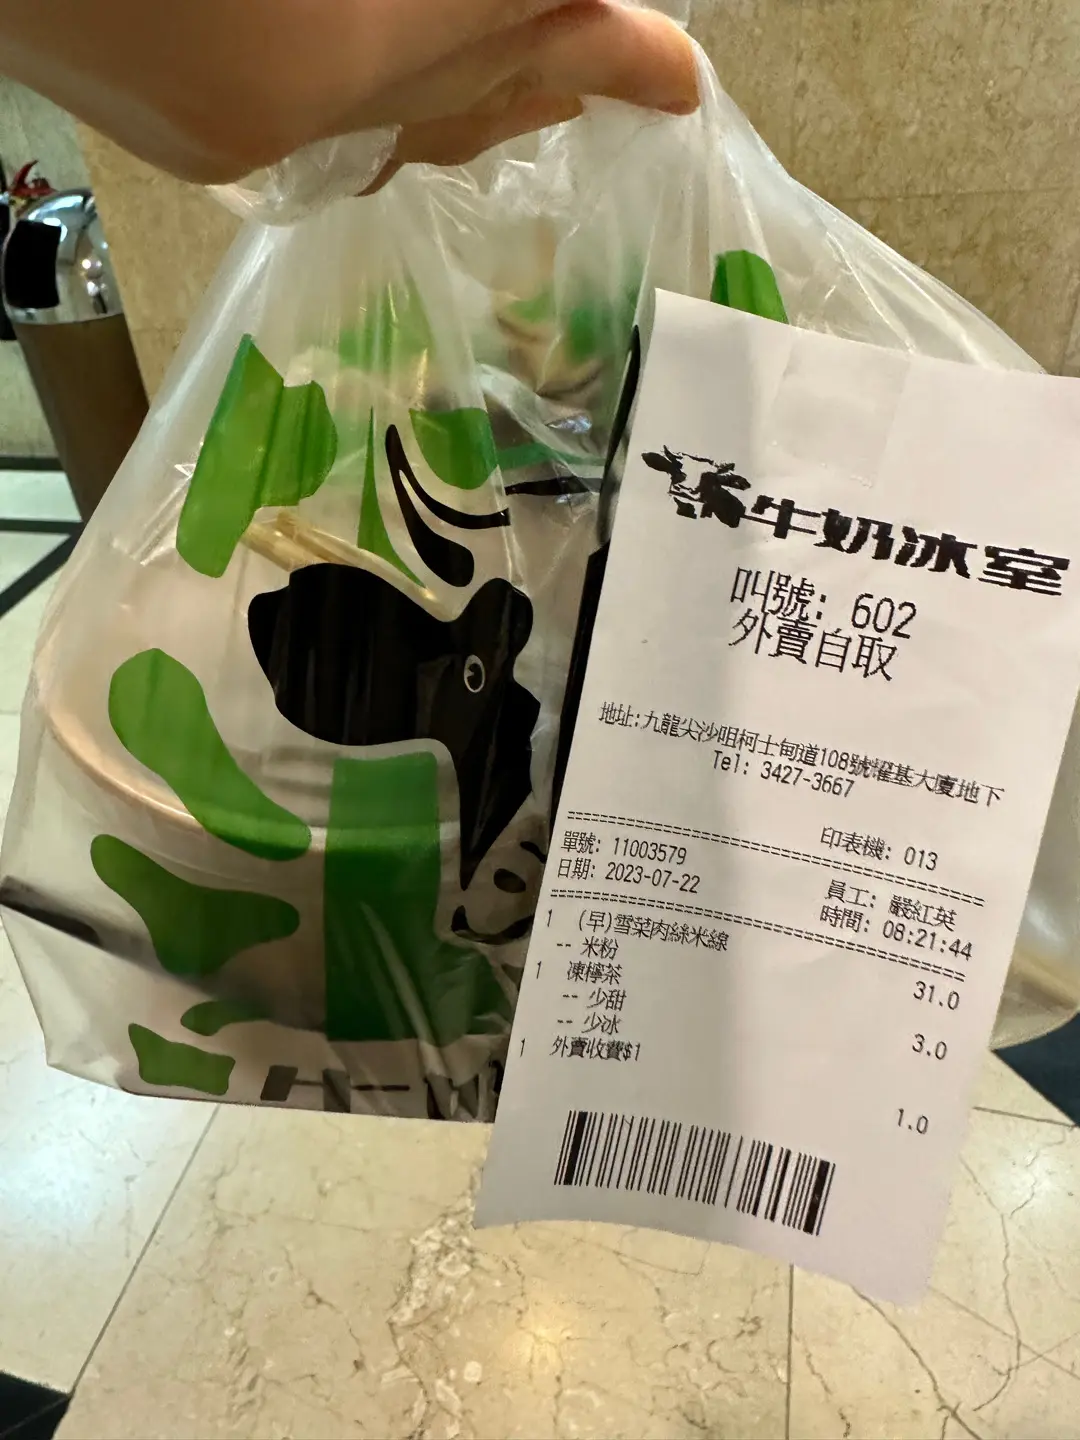 牛奶冰室
叫號: 602
外賣自取
地址:九龍尖沙咀柯士甸道108號耀基大廈地下
Tel: 3427-3667
印表機: 013
單號: 11003579
員工: 嚴紅英
日期: 2023-07-22
時間: 08:21:44
1 (早)雪菜肉絲米線
-- 米粉
31.0
1 凍檸茶
-- 少甜
-- 少冰
3.0
1 外賣收費$1
1.0